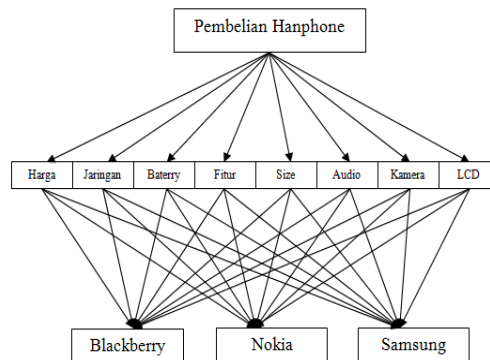 Pembelian Hanphone
Harga Jaringan Baterry Fitur Size Audio Kamera LCD
Blackberry Nokia Samsung